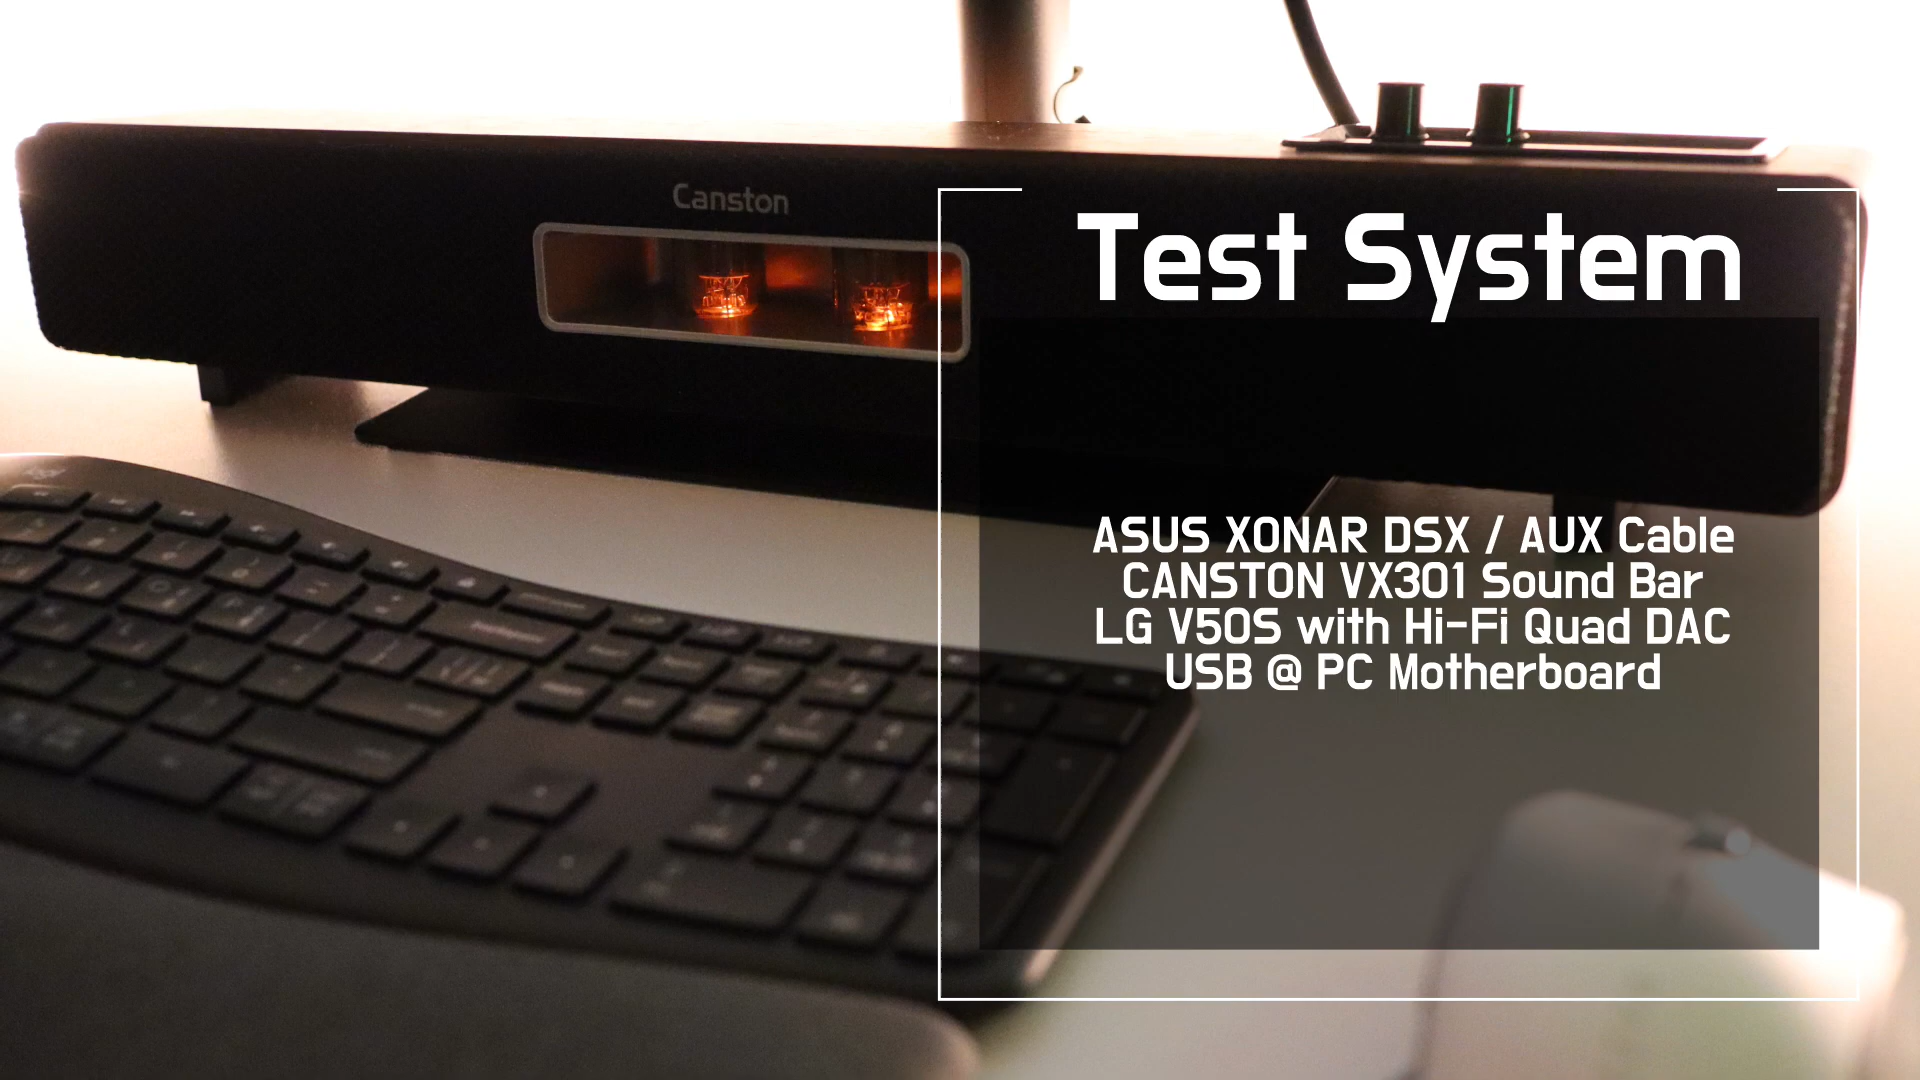 Canston
Test System
ASUS XONAR DSX / AUX Cable
CANSTON VX301 Sound Bar
LG V50S with Hi-Fi Quad DAC
USB @ PC Motherboard
logi